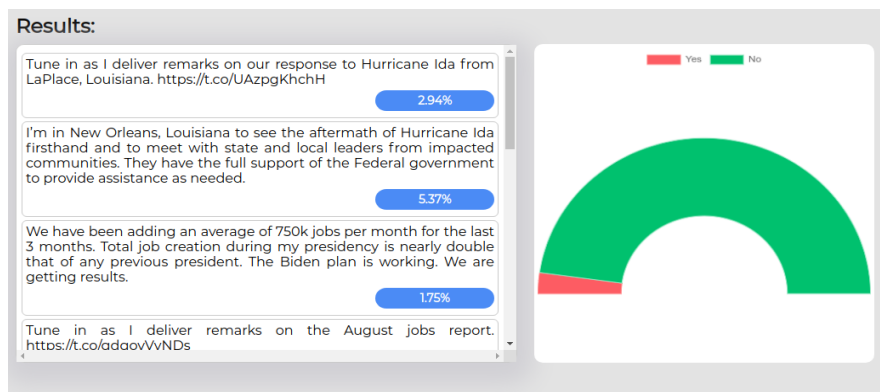 Results:
Tune in as I deliver remarks on our response to Hurricane Ida from
LaPlace, Louisiana. https://t.co/UAzpgKhchH
2.94%
I'm in New Orleans, Louisiana to see the aftermath of Hurricane Ida
firsthand and to meet with state and local leaders from impacted
communities. They have the full support of the Federal government
to provide assistance as needed.
5.37%
We have been adding an average of 750k jobs per month for the last
3 months. Total job creation during my presidency is nearly double
that of any previous president. The Biden plan is working. We are
getting results.
1.75%
Tune in as I deliver remarks on the August jobs report.
Yes No